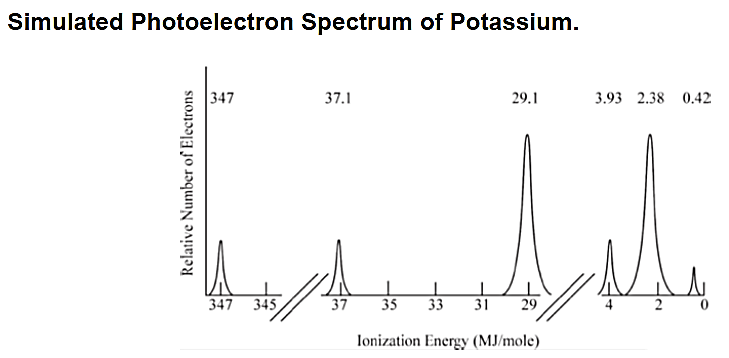 Simulated Photoelectron Spectrum of Potassium.
347 37.1 29.1 3.93 2.38 0.42
Relative Number of Electrons
347 345 37 35 33 31 29 4 2 0
Ionization Energy (MJ/mole)